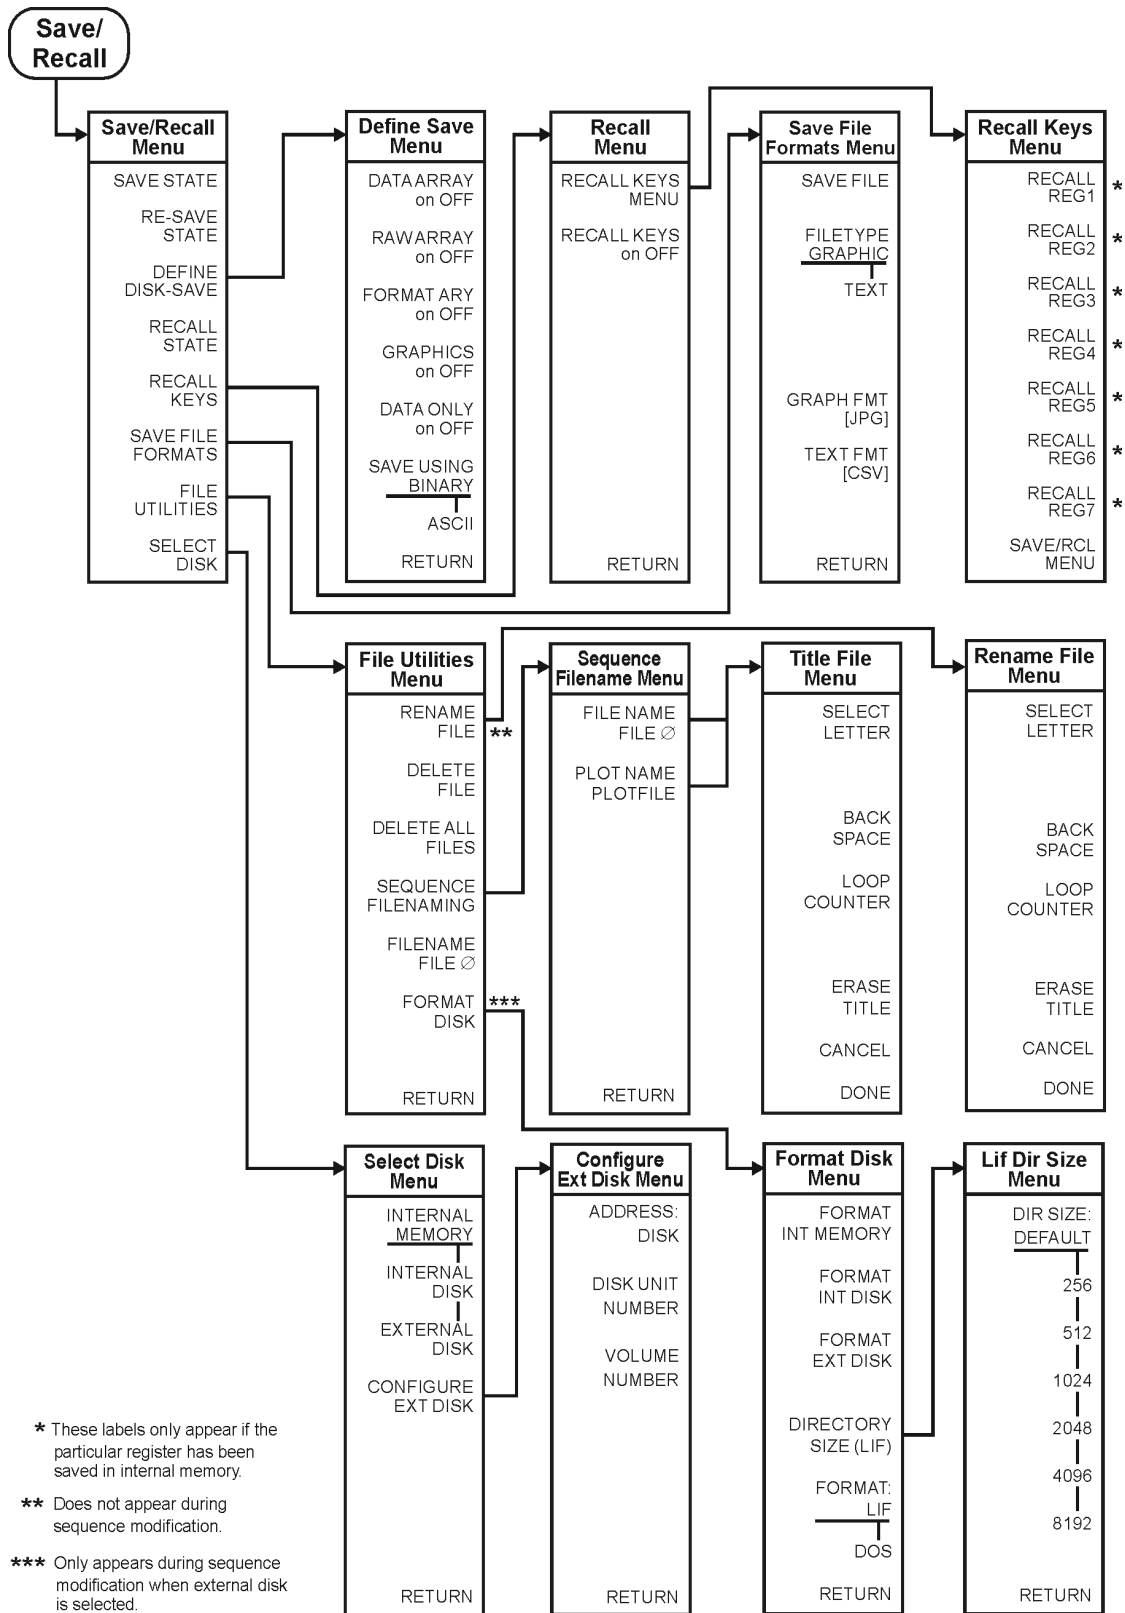 Save/
Recall
Save/Recall
Menu
SAVE STATE
RE-SAVE
STATE
DEFINE
DISK-SAVE
RECALL
STATE
RECALL
KEYS
SAVE FILE
FORMATS
FILE
UTILITIES
SELECT
DISK
Define Save
Menu
DATA ARRAY
on OFF
RAW ARRAY
on OFF
FORMAT ARY
on OFF
GRAPHICS
on OFF
DATA ONLY
on OFF
SAVE USING
BINARY
ASCII
RETURN
Recall
Menu
RECALL KEYS
MENU
RECALL KEYS
on OFF
RETURN
Save File
Formats Menu
SAVE FILE
FILETYPE
GRAPHIC
TEXT
GRAPH FMT
[JPG]
TEXT FMT
[CSV]
RETURN
Recall Keys
Menu
RECALL
REG1 *
RECALL
REG2 *
RECALL
REG3 *
RECALL
REG4 *
RECALL
REG5 *
RECALL
REG6 *
RECALL
REG7 *
SAVE/RCL
MENU
File Utilities
Menu
RENAME
FILE **
DELETE
FILE
DELETE ALL
FILES
SEQUENCE
FILENAMING
FILENAME
FILE ∅
FORMAT ***
DISK
RETURN
Sequence
Filename Menu
FILE NAME
FILE ∅
PLOT NAME
PLOTFILE
RETURN
Title File
Menu
SELECT
LETTER
BACK
SPACE
LOOP
COUNTER
ERASE
TITLE
CANCEL
DONE
Rename File
Menu
SELECT
LETTER
BACK
SPACE
LOOP
COUNTER
ERASE
TITLE
CANCEL
DONE
Select Disk
Menu
INTERNAL
MEMORY
INTERNAL
DISK
EXTERNAL
DISK
CONFIGURE
EXT DISK
RETURN
Configure
Ext Disk Menu
ADDRESS:
DISK
DISK UNIT
NUMBER
VOLUME
NUMBER
RETURN
Format Disk
Menu
FORMAT
INT MEMORY
FORMAT
INT DISK
FORMAT
EXT DISK
DIRECTORY
SIZE (LIF)
FORMAT:
LIF
DOS
RETURN
Lif Dir Size
Menu
DIR SIZE:
DEFAULT
256
512
1024
2048
4096
8192
RETURN
* These labels only appear if the
particular register has been
saved in internal memory.
** Does not appear during
sequence modification.
*** Only appears during sequence
modification when external disk
is selected.